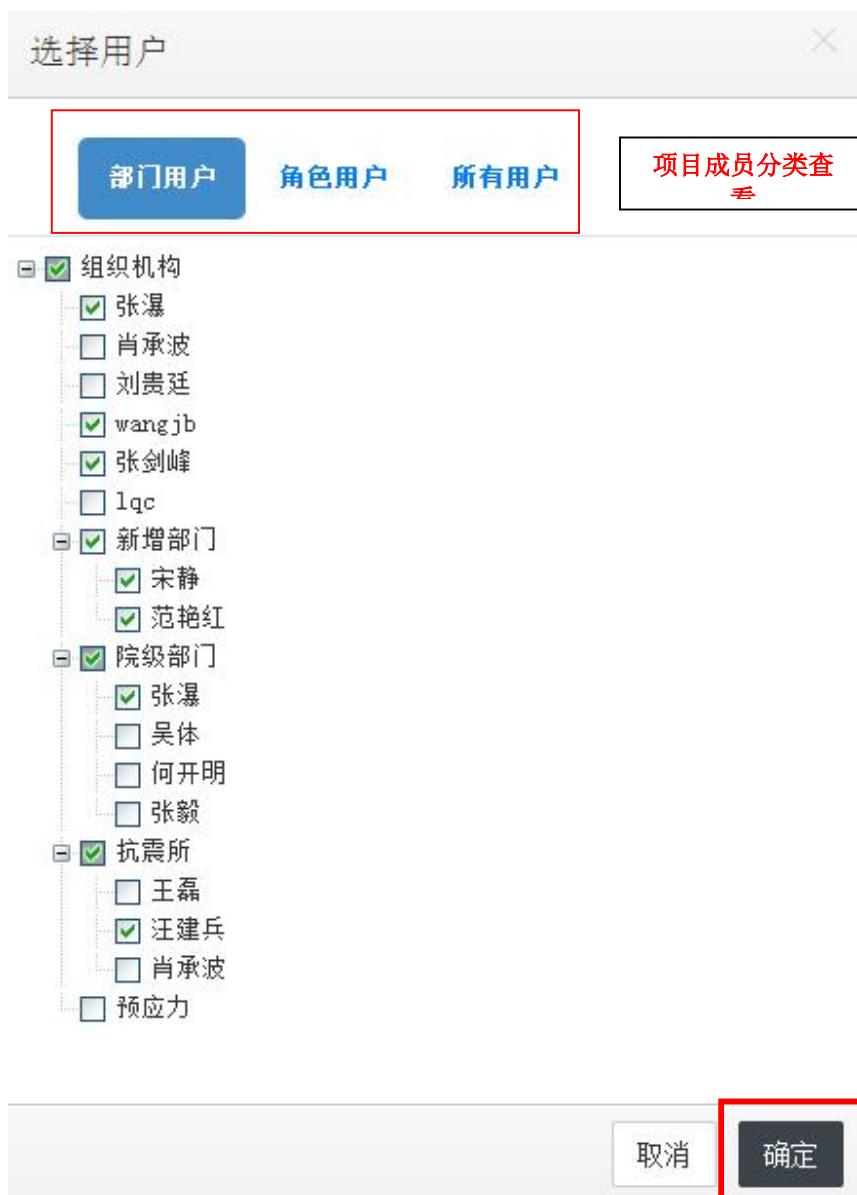 选择用户
部门用户 角色用户 所有用户
项目成员分类查
看
组织机构
张瀑
肖承波
刘贵廷
wangjb
张剑峰
lqc
新增部门
宋静
范艳红
院级部门
张瀑
吴体
何开明
张毅
抗震所
王磊
汪建兵
肖承波
预应力
取消 确定